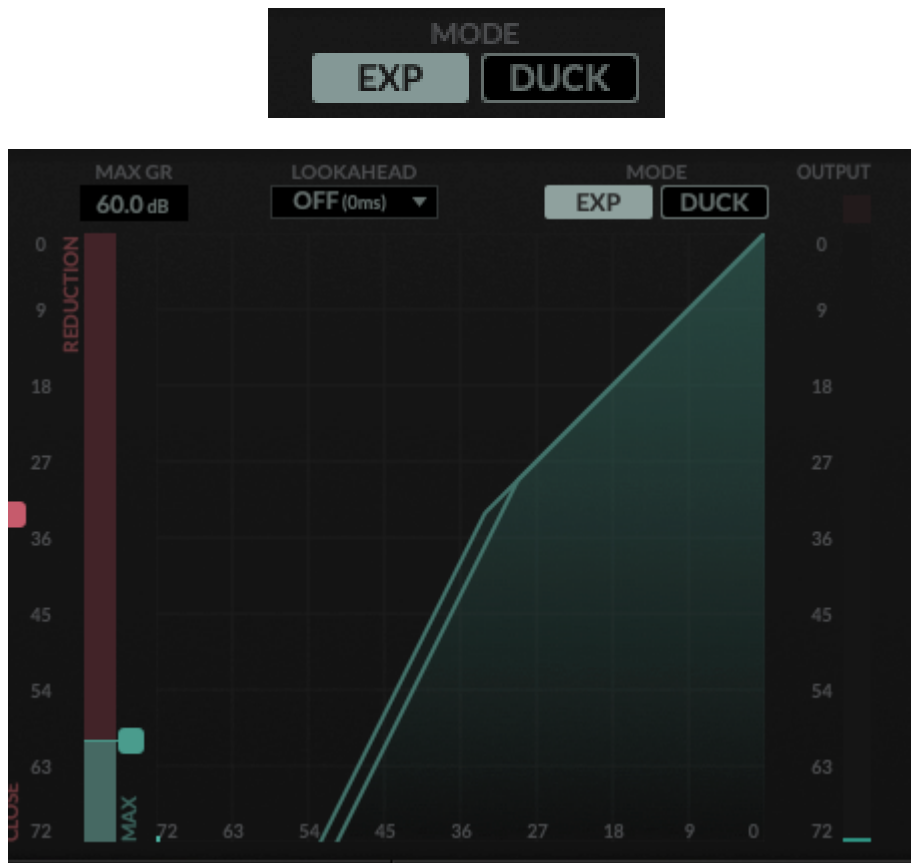 MODE
EXP DUCK
MAX GR LOOKAHEAD MODE OUTPUT
60.0 dB OFF (0ms) EXP DUCK
REDUCTION
0 0
9 9
18 18
27 27
36 36
45 45
54 54
63 63
CLOSE
MAX
72 72 63 54 45 36 27 18 9 0 72